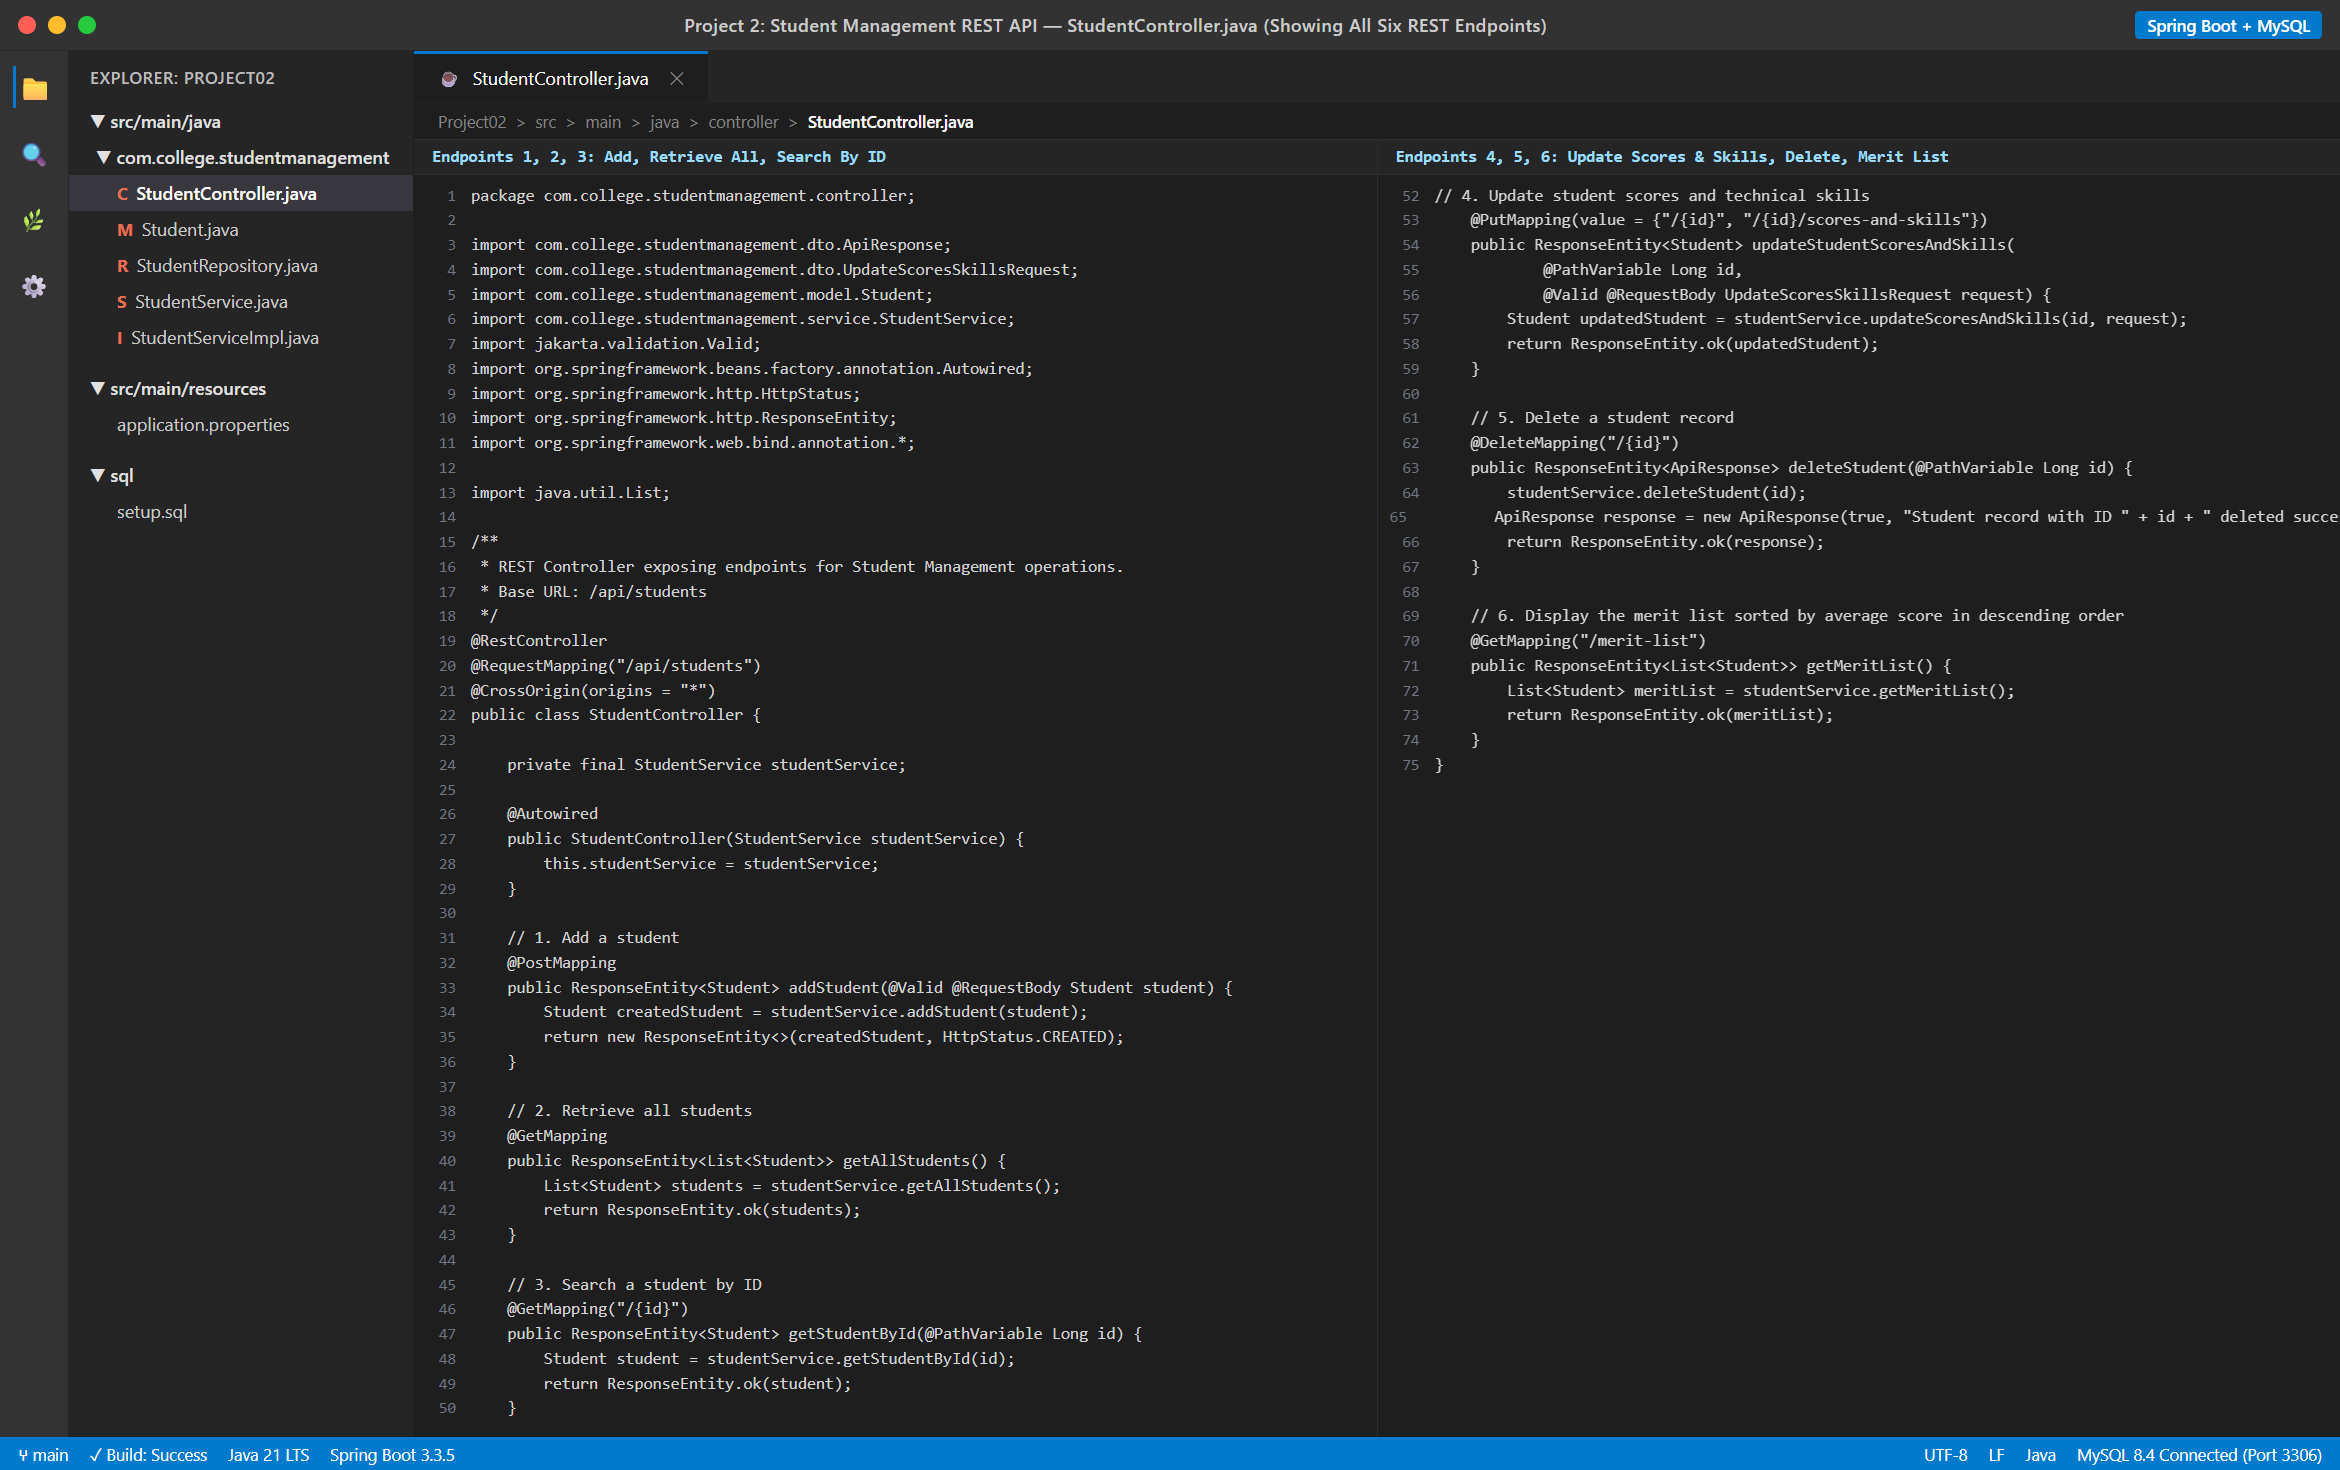 Project 2: Student Management REST API — StudentController.java (Showing All Six REST Endpoints)
Spring Boot + MySQL
EXPLORER: PROJECT02
▼ src/main/java
▼ com.college.studentmanagement
C StudentController.java
M Student.java
R StudentRepository.java
S StudentService.java
I StudentServiceImpl.java
▼ src/main/resources
application.properties
▼ sql
setup.sql
StudentController.java
Project02 > src > main > java > controller > StudentController.java
Endpoints 1, 2, 3: Add, Retrieve All, Search By ID
1 package com.college.studentmanagement.controller;
2
3 import com.college.studentmanagement.dto.ApiResponse;
4 import com.college.studentmanagement.dto.UpdateScoresSkillsRequest;
5 import com.college.studentmanagement.model.Student;
6 import com.college.studentmanagement.service.StudentService;
7 import jakarta.validation.Valid;
8 import org.springframework.beans.factory.annotation.Autowired;
9 import org.springframework.http.HttpStatus;
10 import org.springframework.http.ResponseEntity;
11 import org.springframework.web.bind.annotation.*;
12
13 import java.util.List;
14
15 /**
16  * REST Controller exposing endpoints for Student Management operations.
17  * Base URL: /api/students
18  */
19 @RestController
20 @RequestMapping("/api/students")
21 @CrossOrigin(origins = "*")
22 public class StudentController {
23
24     private final StudentService studentService;
25
26     @Autowired
27     public StudentController(StudentService studentService) {
28         this.studentService = studentService;
29     }
30
31     // 1. Add a student
32     @PostMapping
33     public ResponseEntity<Student> addStudent(@Valid @RequestBody Student student) {
34         Student createdStudent = studentService.addStudent(student);
35         return new ResponseEntity<>(createdStudent, HttpStatus.CREATED);
36     }
37
38     // 2. Retrieve all students
39     @GetMapping
40     public ResponseEntity<List<Student>> getAllStudents() {
41         List<Student> students = studentService.getAllStudents();
42         return ResponseEntity.ok(students);
43     }
44
45     // 3. Search a student by ID
46     @GetMapping("/{id}")
47     public ResponseEntity<Student> getStudentById(@PathVariable Long id) {
48         Student student = studentService.getStudentById(id);
49         return ResponseEntity.ok(student);
50     }
Endpoints 4, 5, 6: Update Scores & Skills, Delete, Merit List
52 // 4. Update student scores and technical skills
53     @PutMapping(value = {"/{id}", "/{id}/scores-and-skills"})
54     public ResponseEntity<Student> updateStudentScoresAndSkills(
55             @PathVariable Long id,
56             @Valid @RequestBody UpdateScoresSkillsRequest request) {
57         Student updatedStudent = studentService.updateScoresAndSkills(id, request);
58         return ResponseEntity.ok(updatedStudent);
59     }
60
61     // 5. Delete a student record
62     @DeleteMapping("/{id}")
63     public ResponseEntity<ApiResponse> deleteStudent(@PathVariable Long id) {
64         studentService.deleteStudent(id);
65         ApiResponse response = new ApiResponse(true, "Student record with ID " + id + " deleted succe
66         return ResponseEntity.ok(response);
67     }
68
69     // 6. Display the merit list sorted by average score in descending order
70     @GetMapping("/merit-list")
71     public ResponseEntity<List<Student>> getMeritList() {
72         List<Student> meritList = studentService.getMeritList();
73         return ResponseEntity.ok(meritList);
74     }
75 }
main ✓ Build: Success Java 21 LTS Spring Boot 3.3.5
UTF-8 LF Java MySQL 8.4 Connected (Port 3306)